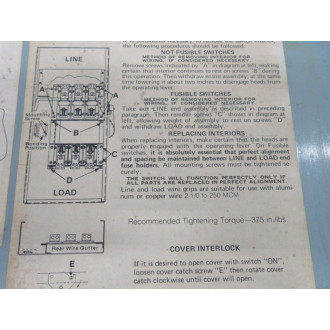 the following procedures should be followed.
NOT FUSIBLE SWITCHES
METHOD OF REMOVING INTERIOR FOR
WIRING, IF CONSIDERED NECESSARY.
Remove screws indicated by "A" in diagram at left, making
certain that interior continues to rest on screws "B" during
this operation. Then withdraw entire assembly, at the same
time lowering it about two inches to disengage heads from
the operating handle.
FUSIBLE SWITCHES
METHOD OF REMOVING INTERIOR FOR
WIRING, IF CONSIDERED NECESSARY.
Take out LINE end assembly as described in preceding
paragraph. Then remove screws "C" shown in diagram at
left, allowing weight of assembly to rest on screws "D"
and withdraw LOAD end assembly.
REPLACING INTERIORS
When replacing interiors, make certain that the heads are
properly engaged with the operating lever. On Fusible
switches, it is absolutely essential that perfect alignment
and spacing be maintained between LINE and LOAD end
fuse holders. All mounting screws must be tightened se-
curely.
THE SWITCH WILL FUNCTION PERFECTLY ONLY IF
ALL PARTS ARE REPLACED IN PERFECT ALIGNMENT.
Line and load wire grips are suitable for use with alumi-
num or copper wire 2-1/0 to 250 MCM.
Recommended Tightening Torque—375 in. lbs.
COVER INTERLOCK
If it is desired to open cover with switch "ON",
loosen cover catch screw "E" then rotate cover
catch clockwise until cover will open.
LINE
A
A
B
Mounting
Position
C
C
D
LOAD
Rear Wire Gutter
E